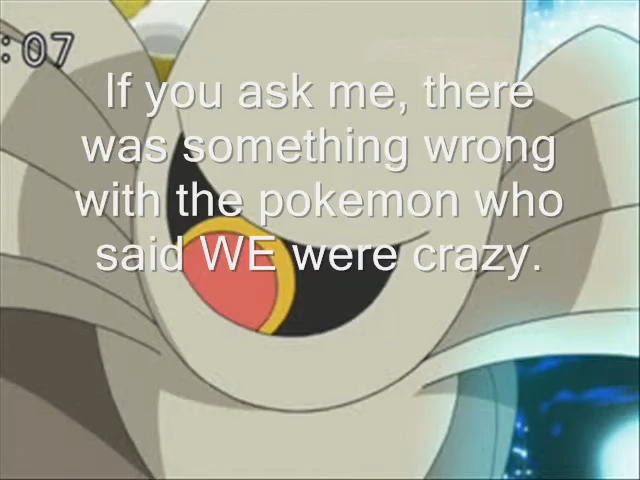 :07
If you ask me, there
was something wrong
with the pokemon who
said WE were crazy.